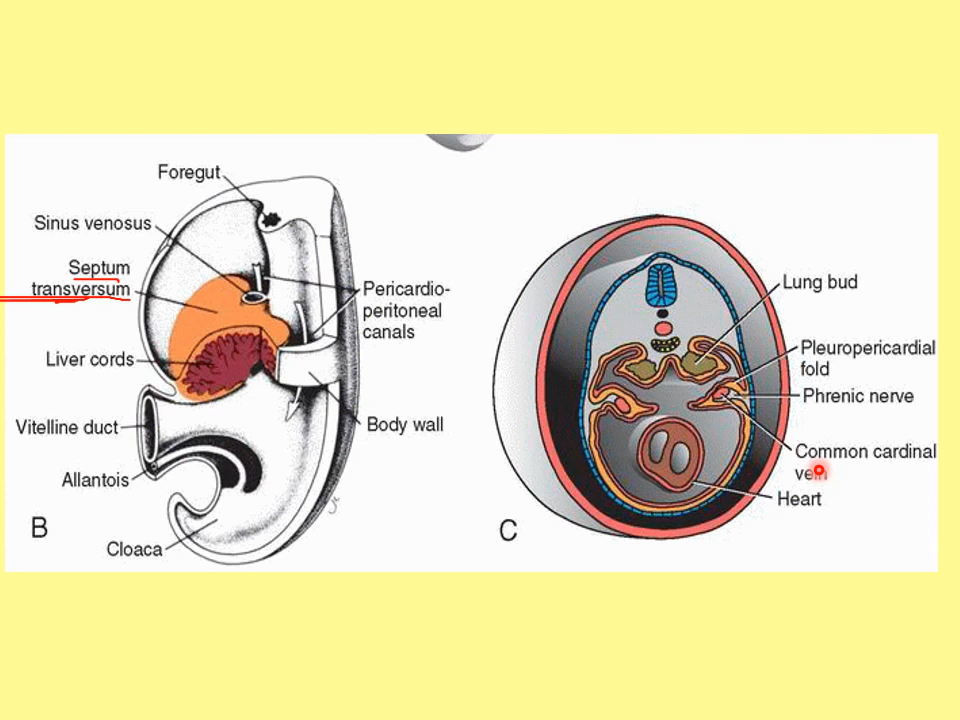 Foregut
Sinus venosus
Septum
transversum
Liver cords
Vitelline duct
Allantois
Cloaca
Pericardio-
peritoneal
canals
Body wall
B
Lung bud
Pleuropericardial
fold
Phrenic nerve
Common cardinal
vein
Heart
C